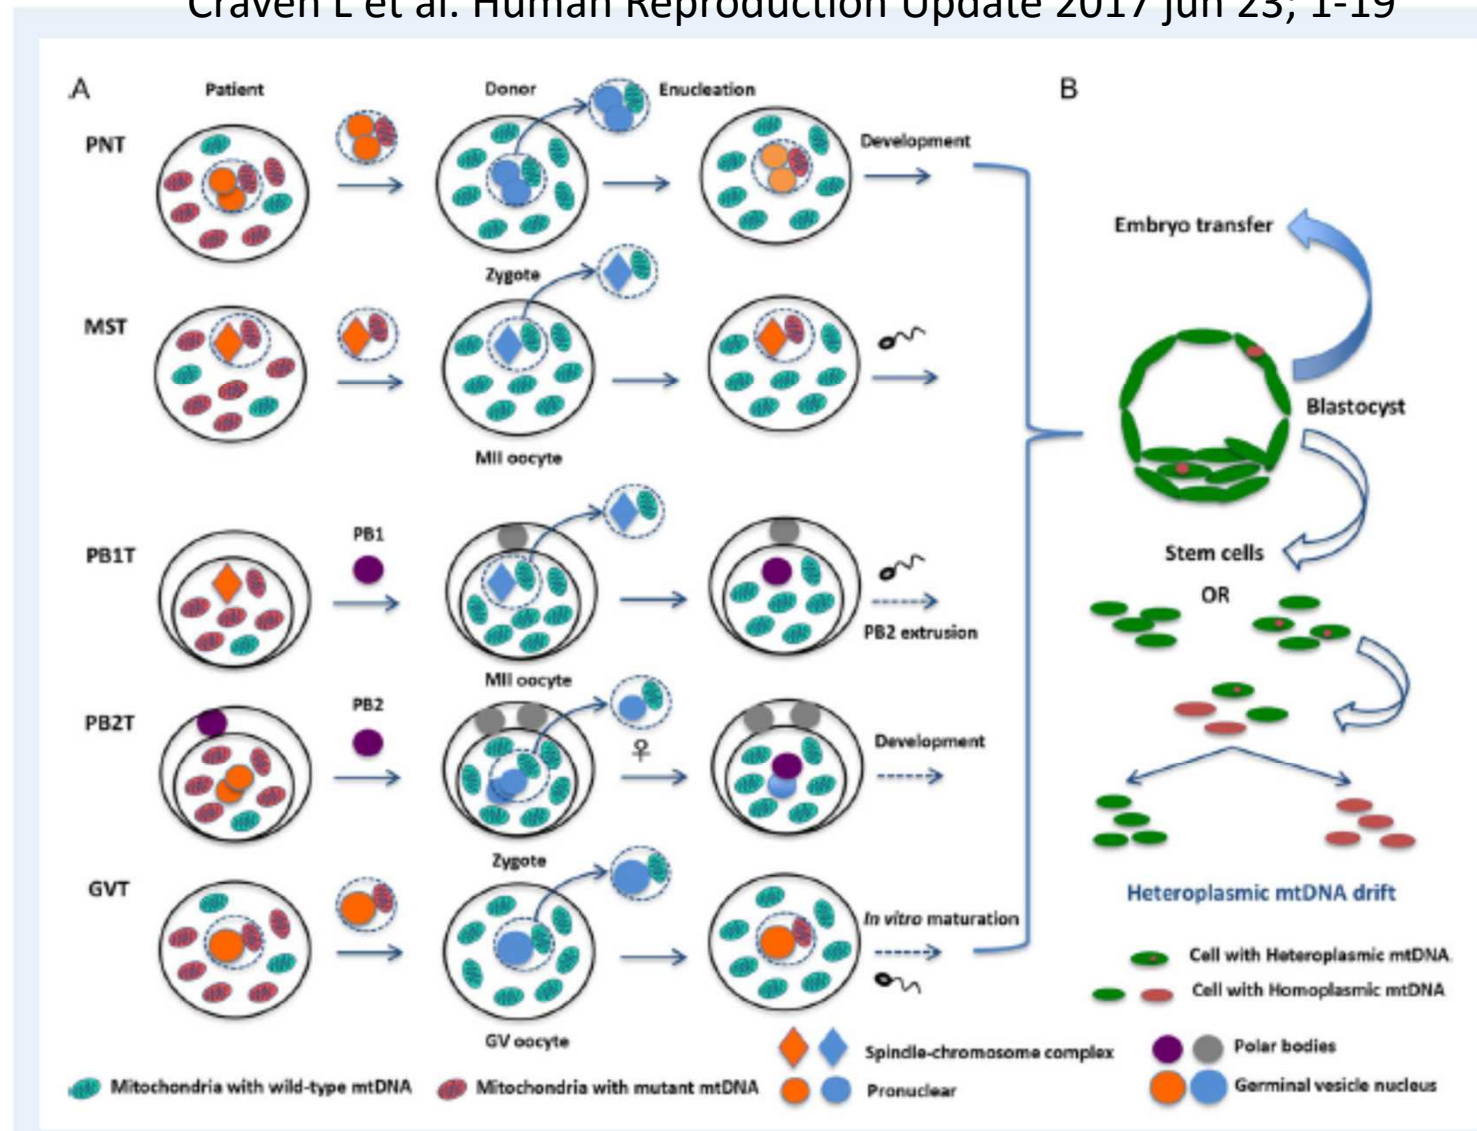 Craven L et al. Human Reproduction Update 2017 Jun 23; 1-19
A
Patient
Donor
Enucleation
B
PNT
Development
Embryo transfer
Zygote
MST
Blastocyst
MII oocyte
PB1T
PB1
Stem cells
OR
PB2 extrusion
MII oocyte
PB2T
PB2
♀
Development
Zygote
GVT
Heteroplasmic mtDNA drift
In vitro maturation
Cell with Heteroplasmic mtDNA
Cell with Homoplasmic mtDNA
GV oocyte
Spindle-chromosome complex
Polar bodies
Mitochondria with wild-type mtDNA
Mitochondria with mutant mtDNA
Pronuclear
Germinal vesicle nucleus